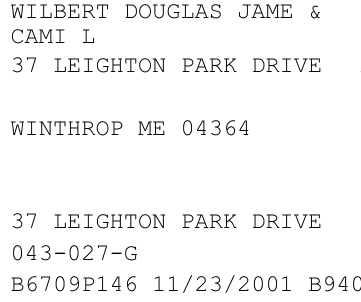 WILBERT DOUGLAS JAME &
CAMI L
37 LEIGHTON PARK DRIVE
WINTHROP ME 04364
37 LEIGHTON PARK DRIVE
043-027-G
B6709P146 11/23/2001 B940